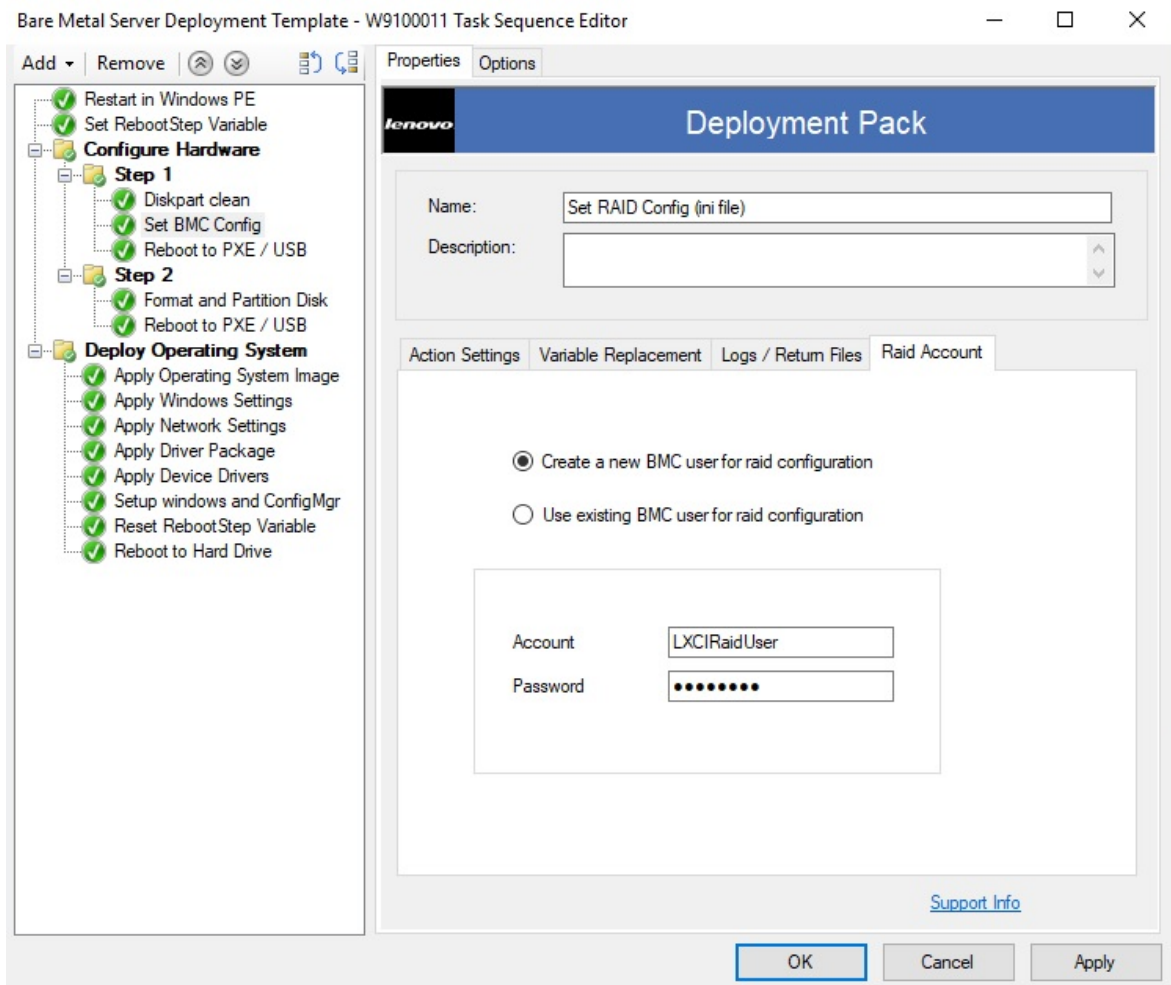 Bare Metal Server Deployment Template - W9100011 Task Sequence Editor
Add
Remove
Restart in Windows PE
Set RebootStep Variable
Configure Hardware
Step 1
Diskpart clean
Set BMC Config
Reboot to PXE / USB
Step 2
Format and Partition Disk
Reboot to PXE / USB
Deploy Operating System
Apply Operating System Image
Apply Windows Settings
Apply Network Settings
Apply Driver Package
Apply Device Drivers
Setup windows and ConfigMgr
Reset RebootStep Variable
Reboot to Hard Drive
Properties Options
lenovo Deployment Pack
Name: Set RAID Config (ini file)
Description:
Action Settings Variable Replacement Logs / Return Files Raid Account
Create a new BMC user for raid configuration
Use existing BMC user for raid configuration
Account LXCIRaidUser
Password ●●●●●●●●
Support Info
OK Cancel Apply